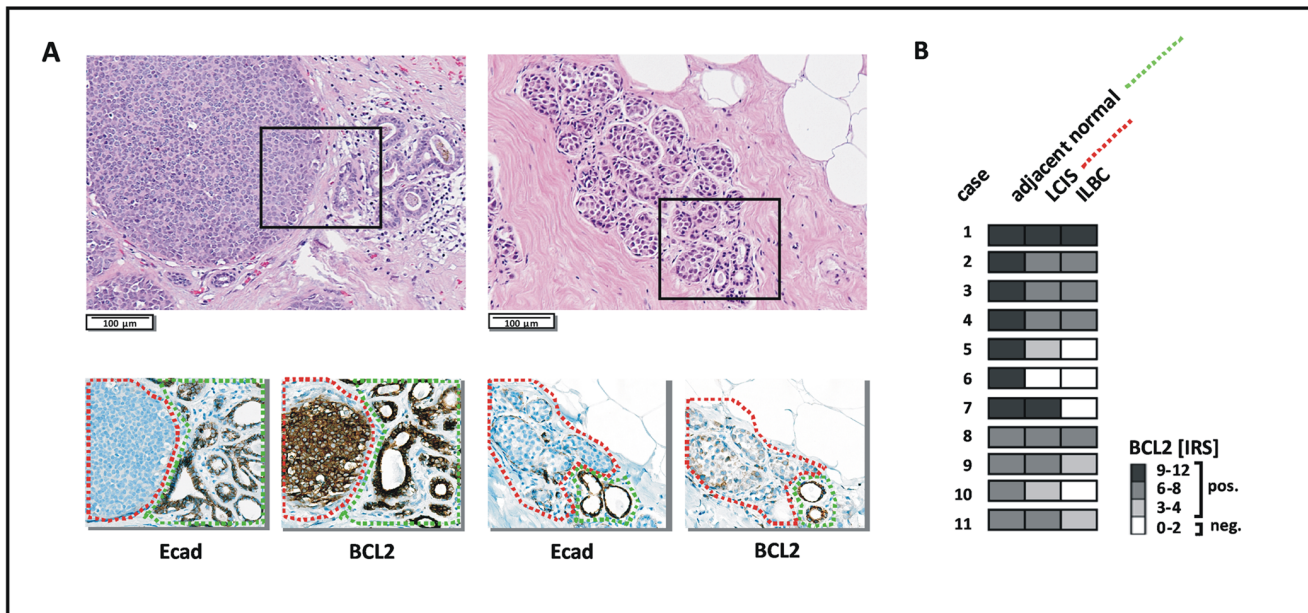 A
100 µm
100 µm
Ecad
BCL2
Ecad
BCL2
B
case
adjacent normal
LCIS
ILBC
1
2
3
4
5
6
7
8
9
10
11
BCL2 [IRS]
9-12
6-8
3-4
0-2
pos.
neg.